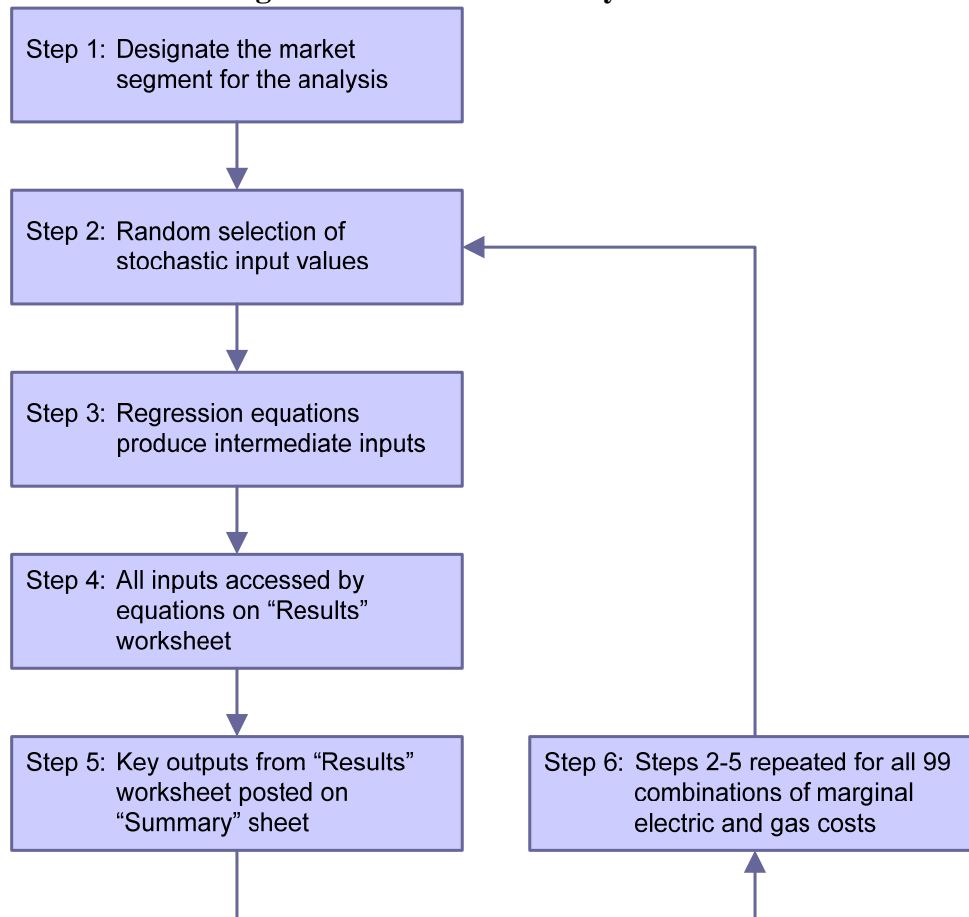 Step 1: Designate the market
segment for the analysis
Step 2: Random selection of
stochastic input values
Step 3: Regression equations
produce intermediate inputs
Step 4: All inputs accessed by
equations on “Results”
worksheet
Step 5: Key outputs from “Results”
worksheet posted on
“Summary” sheet
Step 6: Steps 2-5 repeated for all 99
combinations of marginal
electric and gas costs